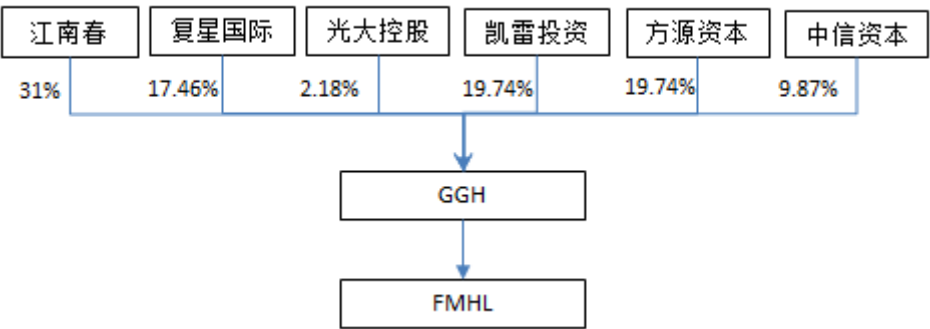 江南春
复星国际
光大控股
凯雷投资
方源资本
中信资本
31%
17.46%
2.18%
19.74%
19.74%
9.87%
GGH
FMHL